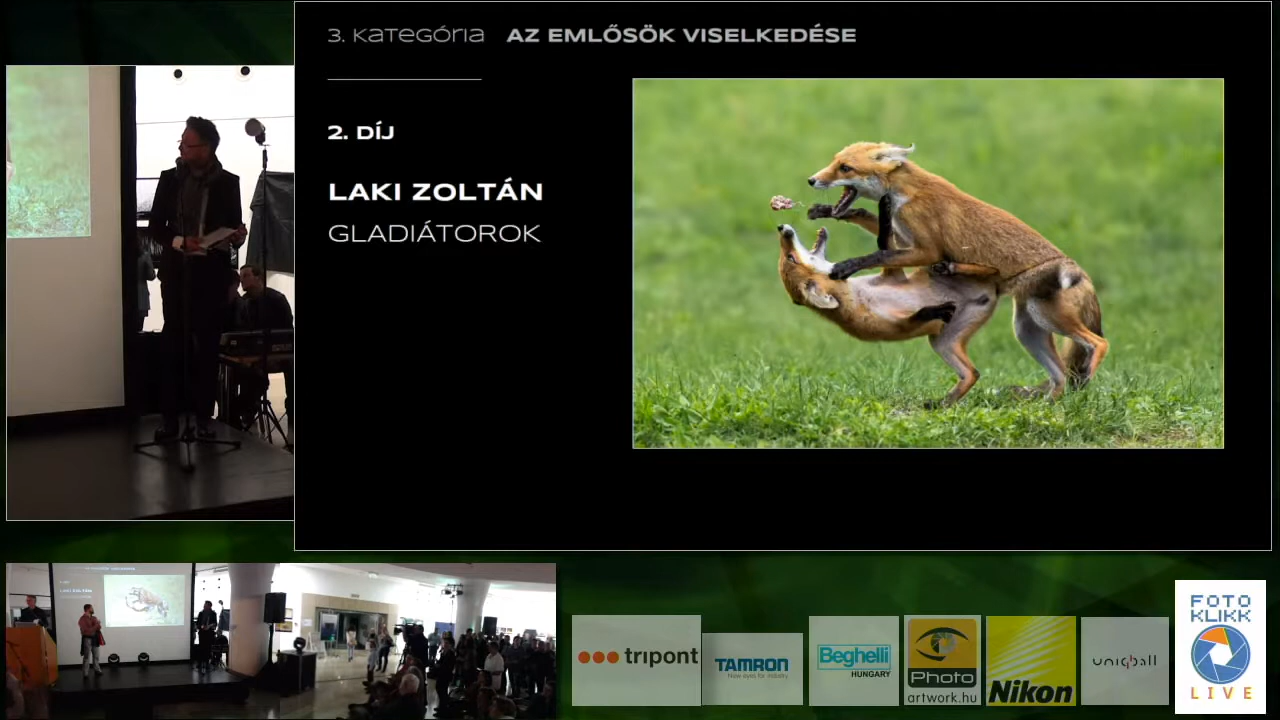 3. Kategória AZ EMLŐSÖK VISELKEDÉSE
2. DÍJ
LAKI ZOLTÁN
GLADIÁTOROK
tripont
TAMRON
New eyes for industry
Beghelli
HUNGARY
Photo
artwork.hu
Nikon
uniqball
FOTO
KLIKK
LIVE